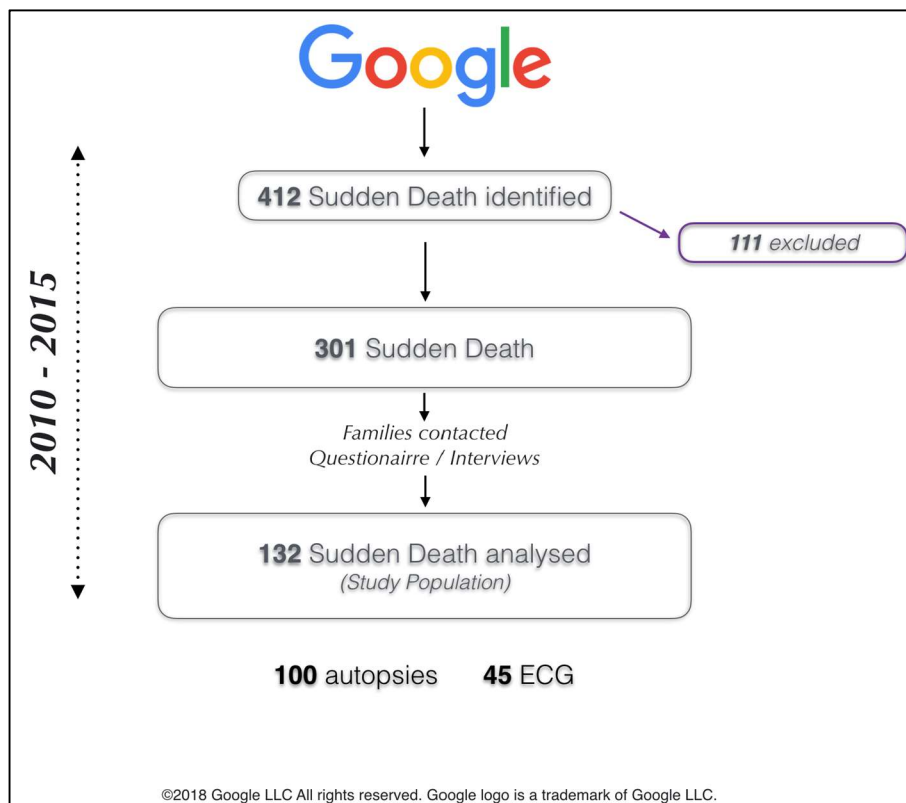 Google
412 Sudden Death identified
111 excluded
2010 - 2015
301 Sudden Death
Families contacted
Questionairre / Interviews
132 Sudden Death analysed
(Study Population)
100 autopsies 45 ECG
©2018 Google LLC All rights reserved. Google logo is a trademark of Google LLC.